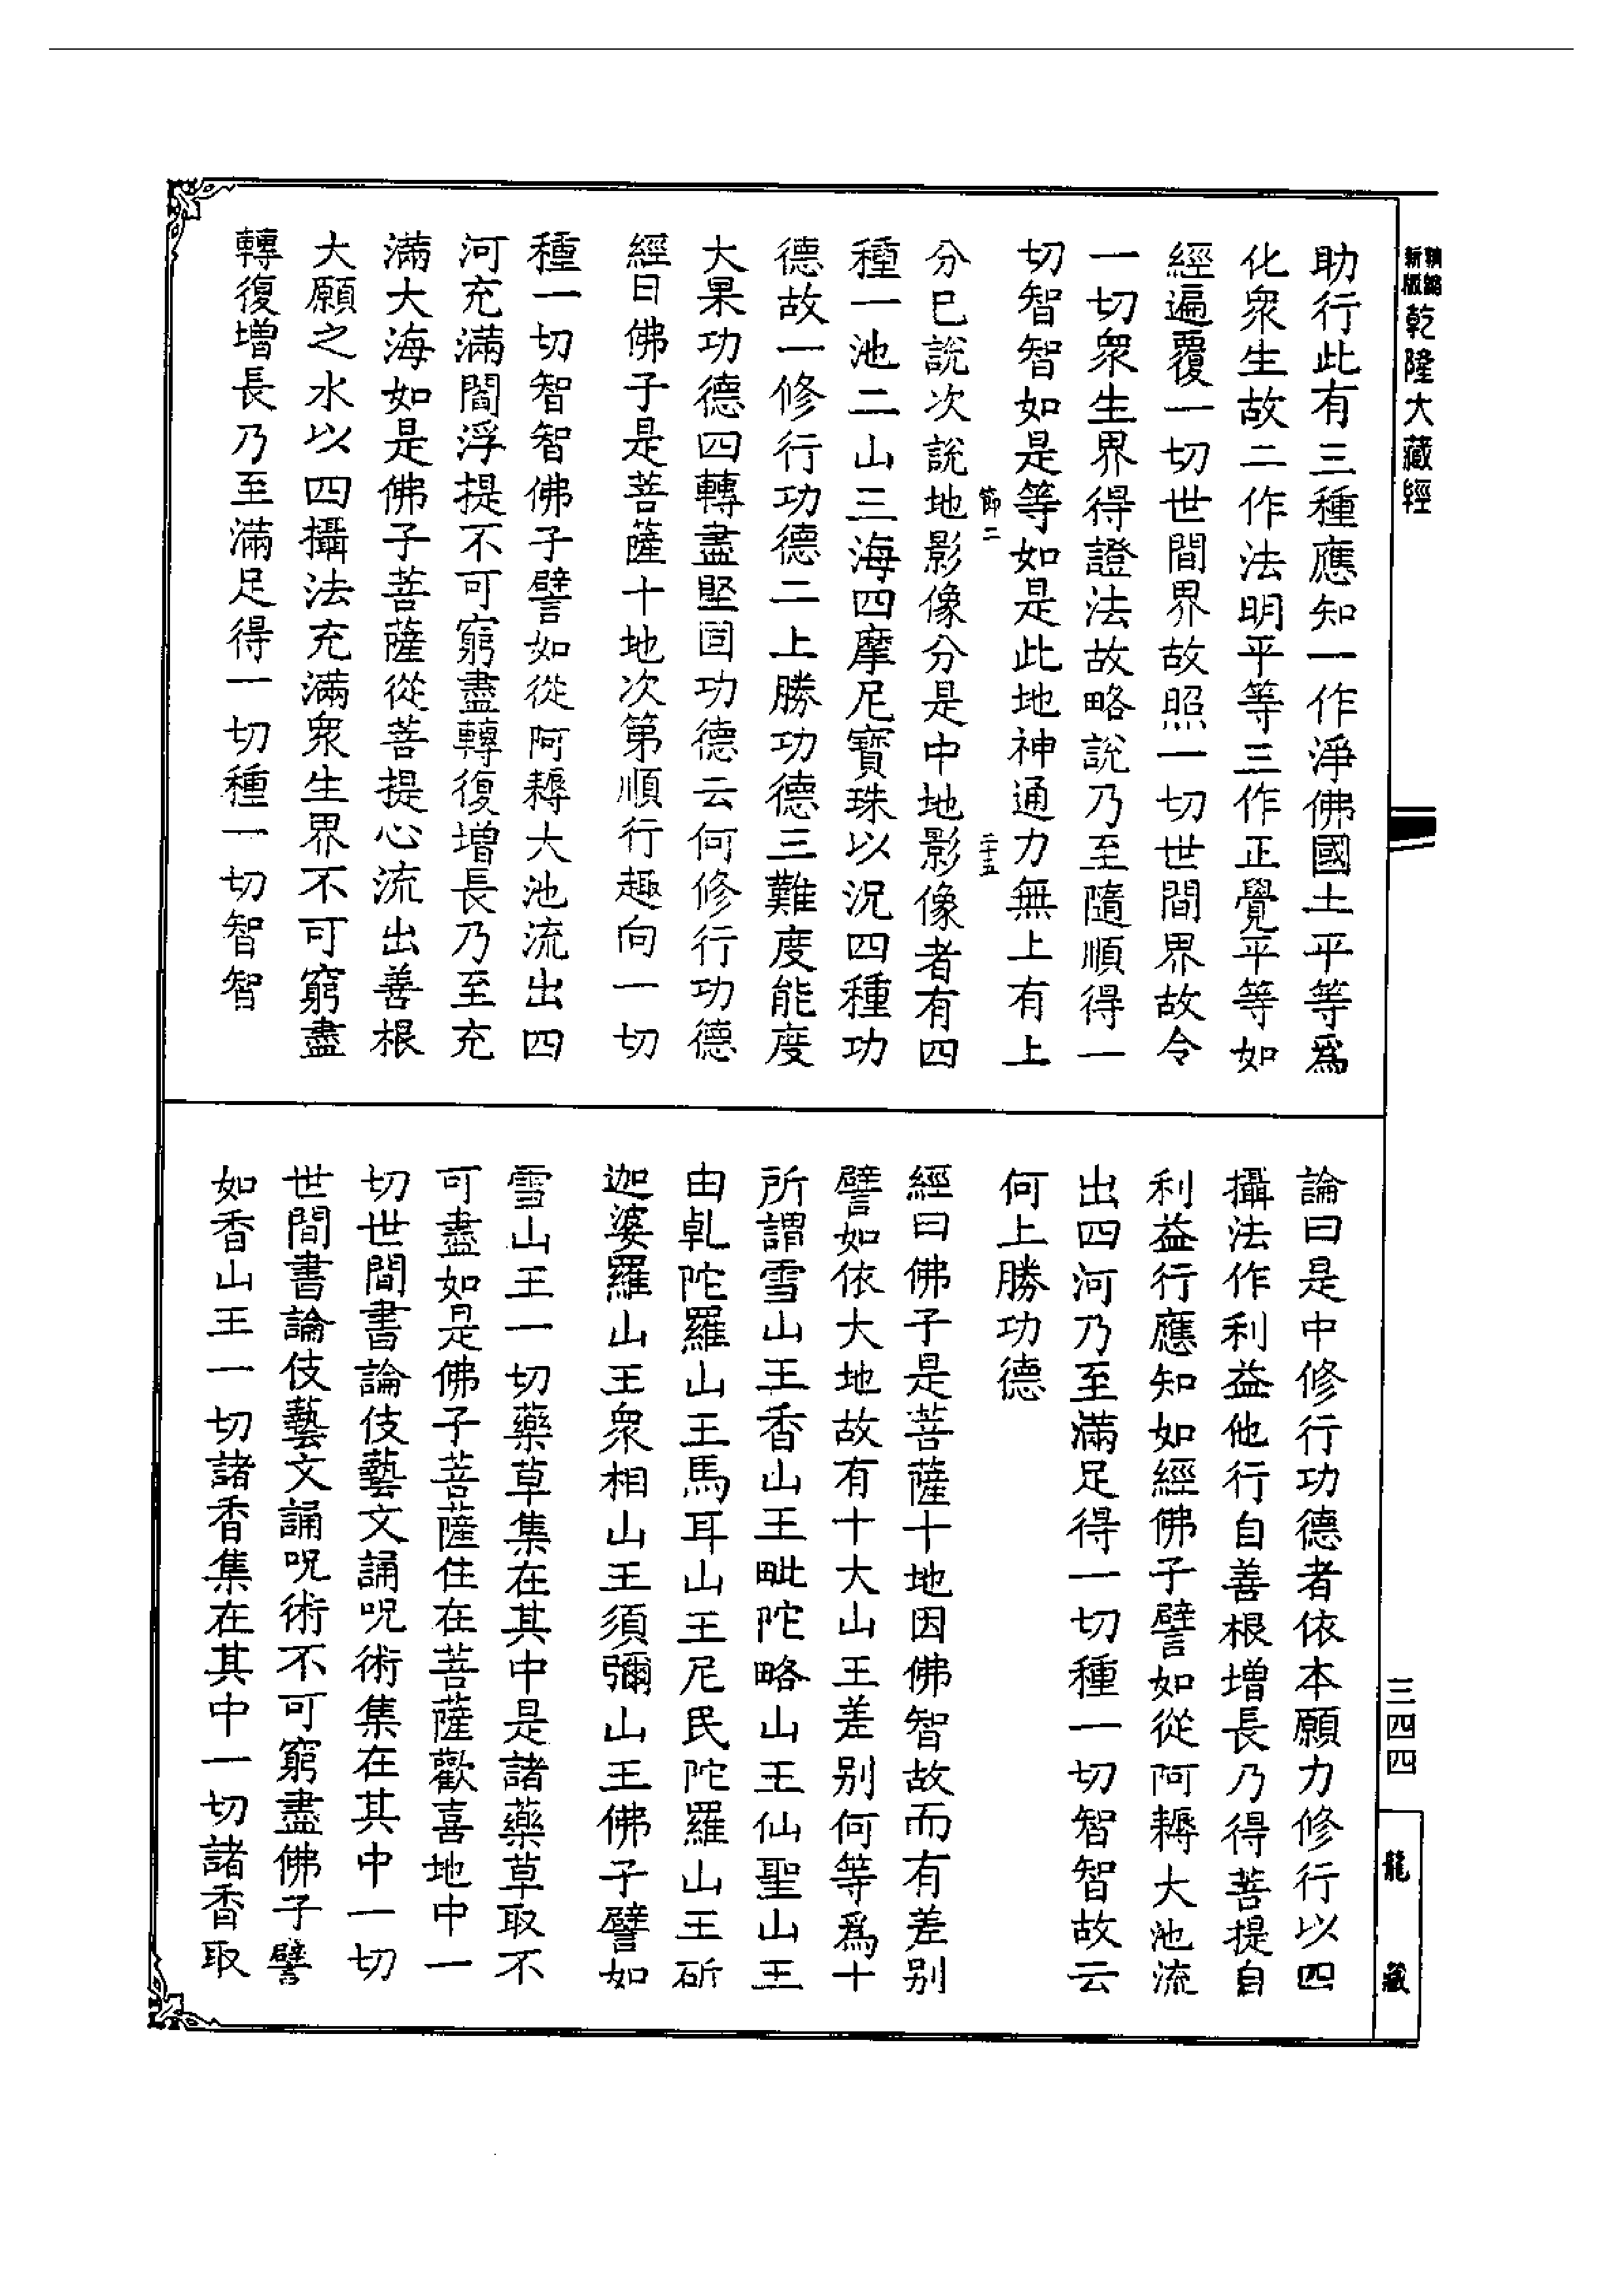 精編
新版
乾隆大藏經
助行此有三種應知一作淨佛國土平等爲
化衆生故二作法明平等三作正覺平等如
經遍覆一切世間界故照一切世間界故令
一切衆生界得證法故略說乃至隨順得一
切智智如是等如是此地神通力無上有上
節二
二十五
分已說次說地影像分是中地影像者有四
種一池二山三海四摩尼寶珠以況四種功
德故一修行功德二上勝功德三難度能度
大果功德四轉盡堅固功德云何修行功德
經曰佛子是菩薩十地次第順行趣向一切
種一切智智佛子譬如從阿耨大池流出四
河充滿閻浮提不可窮盡轉復增長乃至充
滿大海如是佛子菩薩從菩提心流出善根
大願之水以四攝法充滿衆生界不可窮盡
轉復增長乃至滿足得一切種一切智智
論曰是中修行功德者依本願力修行以四
攝法作利益他行自善根增長乃得菩提自
利益行應知如經佛子譬如從阿耨大池流
出四河乃至滿足得一切種一切智智故云
何上勝功德
經曰佛子是菩薩十地因佛智故而有差別
譬如依大地故有十大山王差別何等爲十
所謂雪山王香山王毗陀略山王仙聖山王
由乹陀羅山王馬耳山王尼民陀羅山王斫
迦婆羅山王衆相山王須彌山王佛子譬如
雪山王一切藥草集在其中是諸藥草取不
可盡如是佛子菩薩住在菩薩歡喜地中一
切世間書論伎藝文誦呪術集在其中一切
世間書論伎藝文誦呪術不可窮盡佛子譬
如香山王一切諸香集在其中一切諸香取
三四四
龍藏